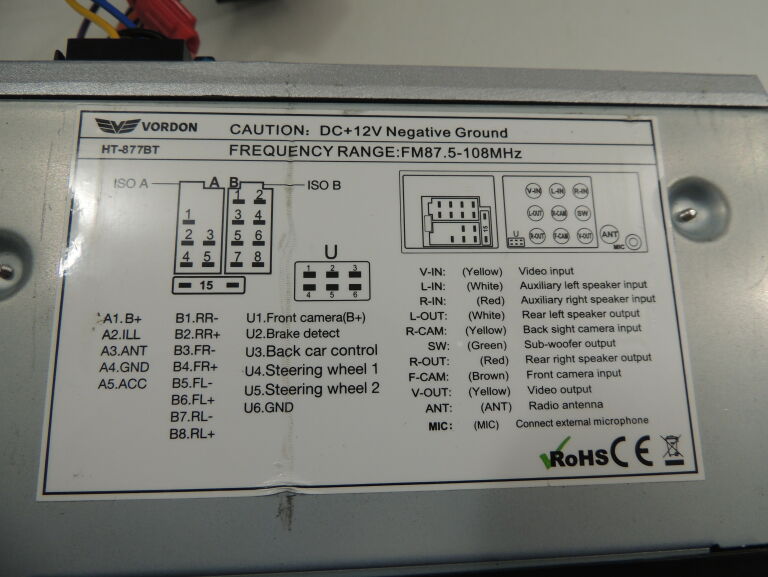 VORDON
CAUTION: DC+12V Negative Ground
HT-877BT
FREQUENCY RANGE:FM87.5-108MHz
ISO A
A B
ISO B
1 2
1 3 4
2 3 5 6
4 5 7 8
15
U
1 2 3
4 5 6
15
V-IN L-IN R-IN
L-OUT R-CAM SW
U R-OUT F-CAM V-OUT ANT
MIC
A1.B+
A2.ILL
A3.ANT
A4.GND
A5.ACC
B1.RR-
B2.RR+
B3.FR-
B4.FR+
B5.FL-
B6.FL+
B7.RL-
B8.RL+
U1.Front camera(B+)
U2.Brake detect
U3.Back car control
U4.Steering wheel 1
U5.Steering wheel 2
U6.GND
V-IN: (Yellow) Video input
L-IN: (White) Auxiliary left speaker input
R-IN: (Red) Auxiliary right speaker input
L-OUT: (White) Rear left speaker output
R-CAM: (Yellow) Back sight camera input
SW: (Green) Sub-woofer output
R-OUT: (Red) Rear right speaker output
F-CAM: (Brown) Front camera input
V-OUT: (Yellow) Video output
ANT: (ANT) Radio antenna
MIC: (MIC) Connect external microphone
RoHS CE